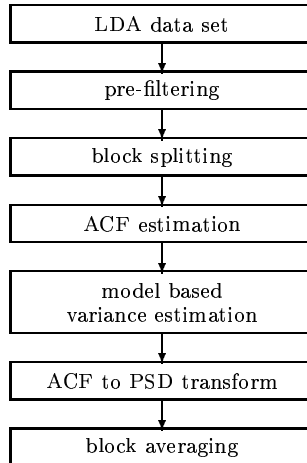 LDA data set
pre-filtering
block splitting
ACF estimation
model based
variance estimation
ACF to PSD transform
block averaging